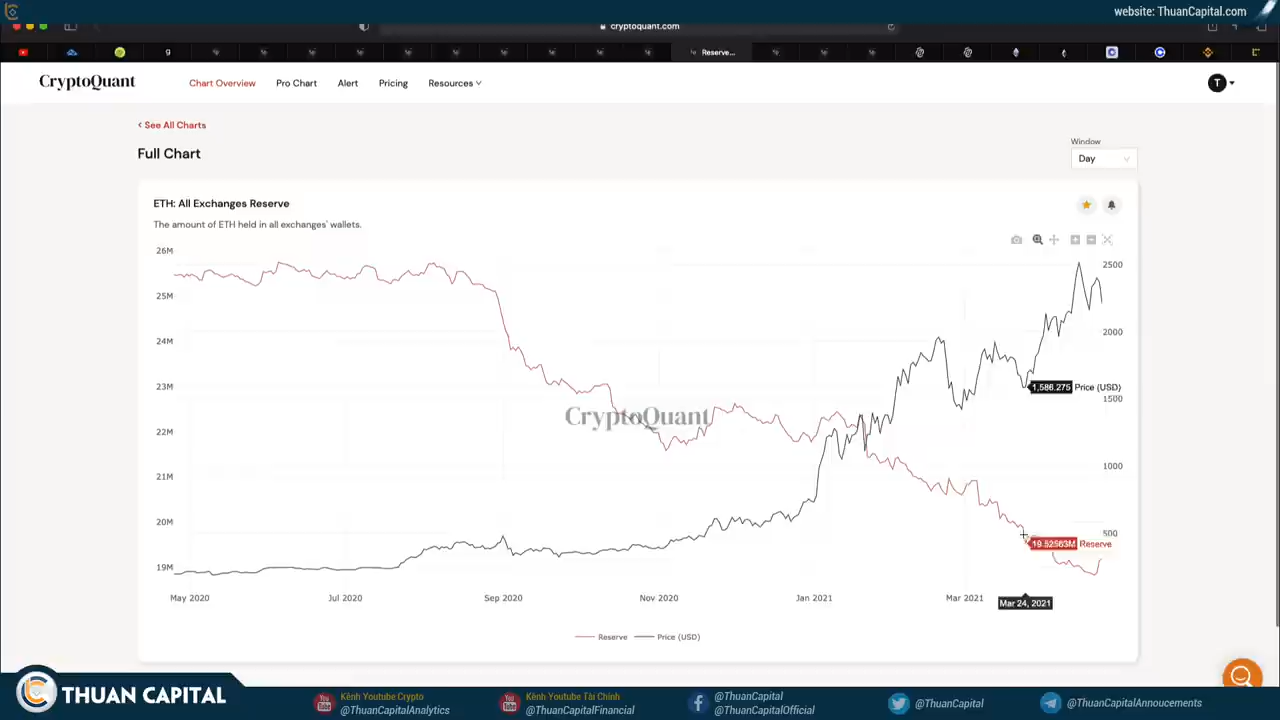 website: ThuanCapital.com
cryptoquant.com
Reserve...
CryptoQuant
Chart Overview
Pro Chart
Alert
Pricing
Resources
T
< See All Charts
Full Chart
Window
Day
ETH: All Exchanges Reserve
The amount of ETH held in all exchanges' wallets.
26M
25M
24M
23M
22M
21M
20M
19M
2500
2000
1500
1000
500
CryptoQuant
1,586.275 Price (USD)
Reserve
May 2020
Jul 2020
Sep 2020
Nov 2020
Jan 2021
Mar 2021
Mar 24, 2021
Reserve
Price (USD)
THUAN CAPITAL
Kênh Youtube Crypto
@ThuanCapitalAnalytics
Kênh Youtube Tài Chính
@ThuanCapitalFinancial
@ThuanCapital
@ThuanCapitalOfficial
@ThuanCapital
@ThuanCapitalAnnoucements